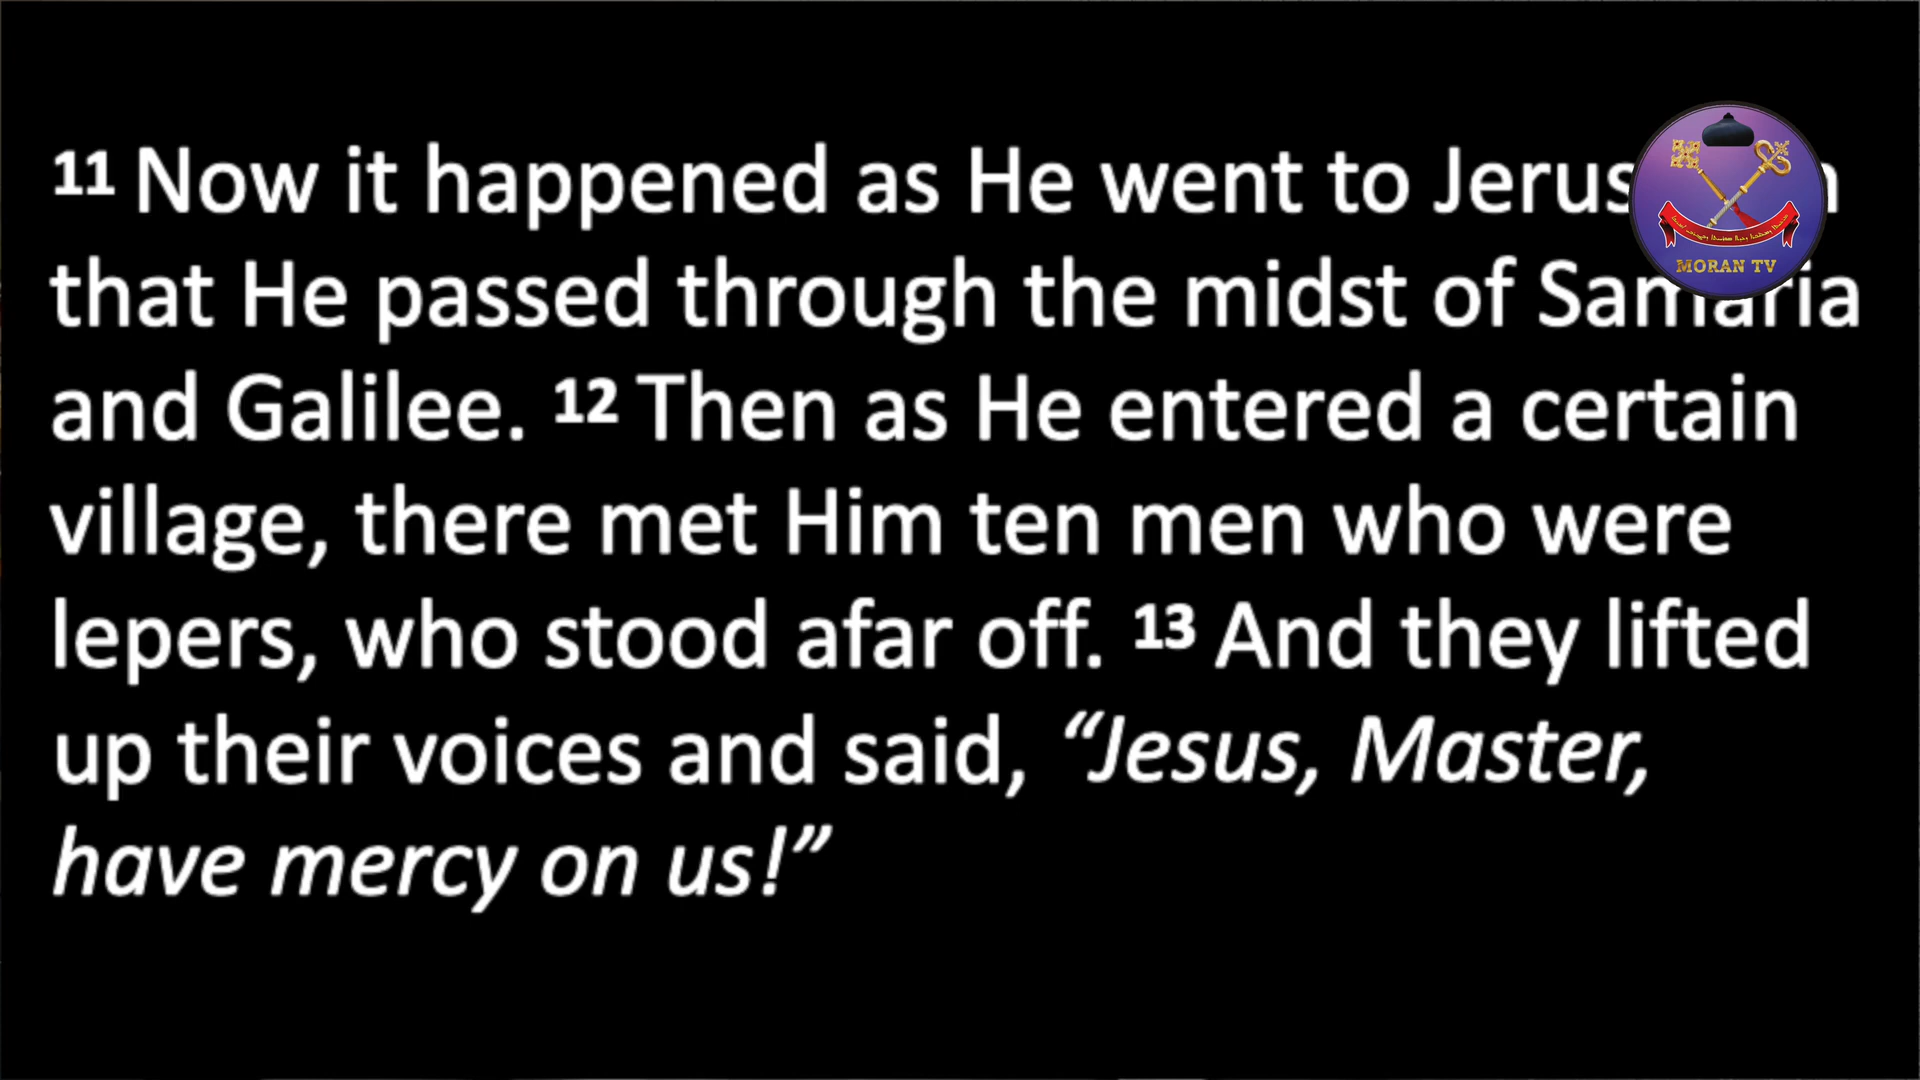 11 Now it happened as He went to
that He passed through the midst of Samaria
and Galilee. 12 Then as He entered a certain
village, there met Him ten men who were
lepers, who stood afar off. 13 And they lifted
up their voices and said, “Jesus, Master,
have mercy on us!”
MORAN TV